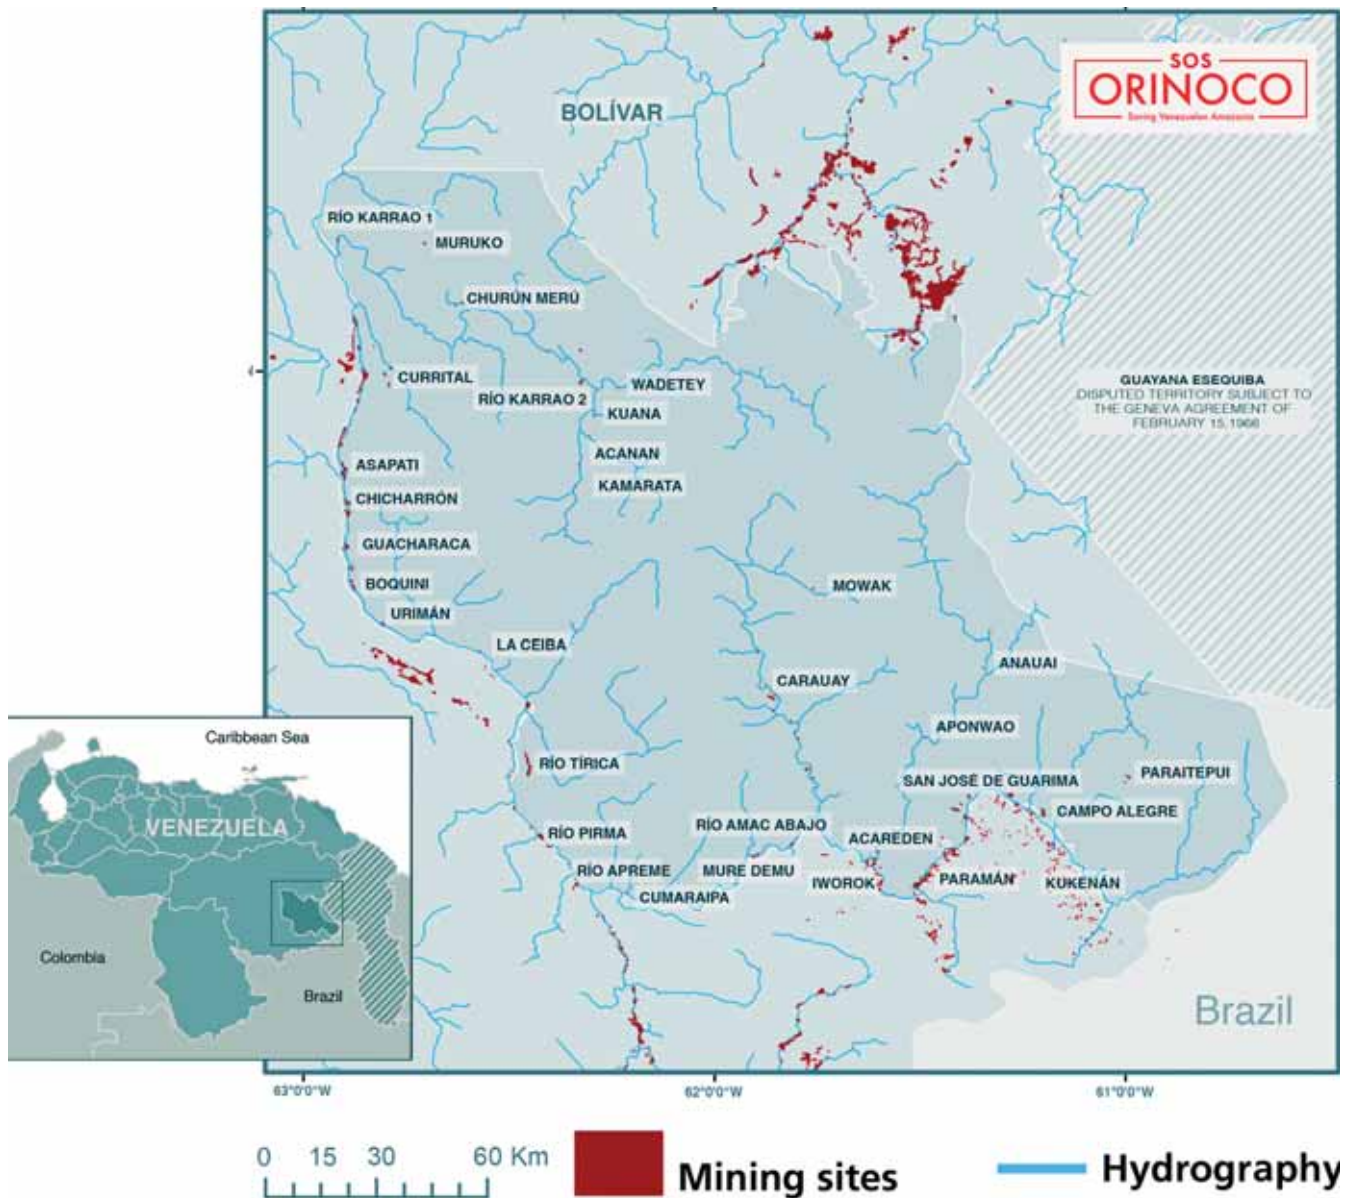 SOS
ORINOCO
Saving Venezuelas Amazonia
BOLÍVAR
RÍO KARRAO 1
MURUKO
CHURÚN MERÚ
CURRITAL
RÍO KARRAO 2
WADETEY
KUANA
GUAYANA ESEQUIBA
DISPUTED TERRITORY SUBJECT TO
THE GENEVA AGREEMENT OF
FEBRUARY 15,1966
ACANAN
ASAPATI
KAMARATA
CHICHARRÓN
GUACHARACA
BOQUINI
MOWAK
URIMÁN
LA CEIBA
ANAUAI
CARAUAY
APONWAO
RÍO TÍRICA
PARAITEPUI
SAN JOSÉ DE GUARIMA
CAMPO ALEGRE
RÍO PIRMA
RÍO AMAC ABAJO
ACAREDEN
RÍO APREME
MURE DEMU
IWOROK
PARAMÁN
KUKENÁN
CUMARAIPA
Brazil
Caribbean Sea
VENEZUELA
Colombia
Brazil
63°0'0"W
62°0'0"W
61°0'0"W
0 15 30 60 Km
Mining sites
Hydrography